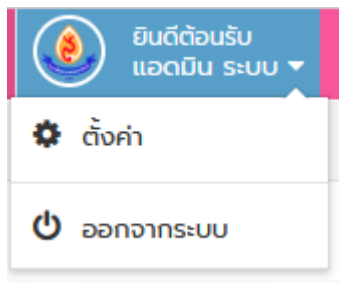 ยินดีต้อนรับ
แอดมิน ระบบ
ตั้งค่า
ออกจากระบบ